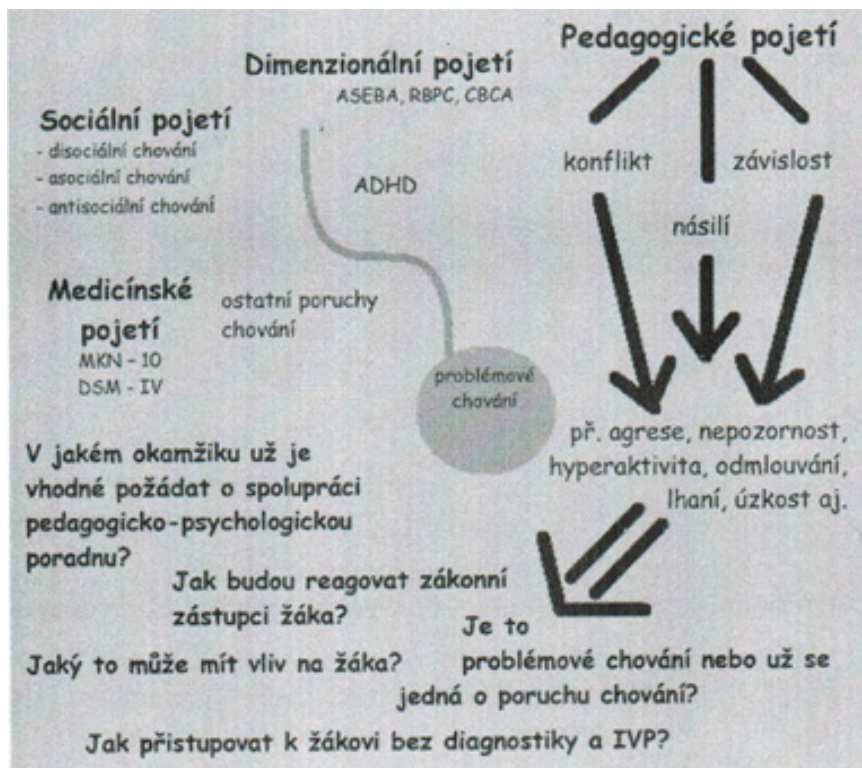 Pedagogické pojetí
Dimenzionální pojetí
ASEBA, RBPC, CBCA
Sociální pojetí
- disociální chování
- asociální chování
- antisociální chování
konflikt
závislost
násilí
ADHD
Medicínské
pojetí
MKN - 10
DSM - IV
ostatní poruchy
chování
problémové
chování
př. agrese, nepozornost,
hyperaktivita, odmlouvání,
lhaní, úzkost aj.
V jakém okamžiku už je
vhodné požádat o spolupráci
pedagogicko-psychologickou
poradnu?
Jak budou reagovat zákonní
zástupci žáka?
Je to
problémové chování nebo už se
jedná o poruchu chování?
Jaký to může mít vliv na žáka?
Jak přistupovat k žákovi bez diagnostiky a IVP?